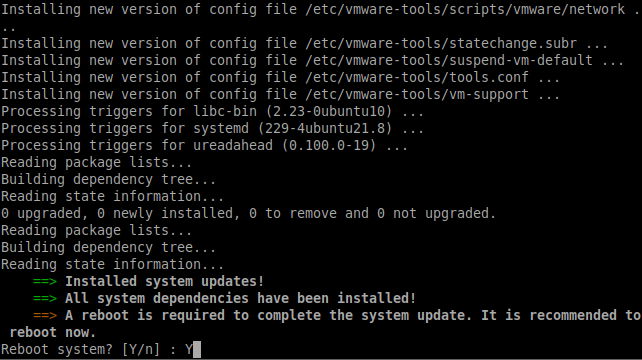 Installing new version of config file /etc/vmware-tools/scripts/vmware/network .
..
Installing new version of config file /etc/vmware-tools/statechange.subr ...
Installing new version of config file /etc/vmware-tools/suspend-vm-default ...
Installing new version of config file /etc/vmware-tools/tools.conf ...
Installing new version of config file /etc/vmware-tools/vm-support ...
Processing triggers for libc-bin (2.23-0ubuntu10) ...
Processing triggers for systemd (229-4ubuntu21.8) ...
Processing triggers for ureadahead (0.100.0-19) ...
Reading package lists...
Building dependency tree...
Reading state information...
0 upgraded, 0 newly installed, 0 to remove and 0 not upgraded.
Reading package lists...
Building dependency tree...
Reading state information...
==> Installed system updates!
==> All system dependencies have been installed!
==> A reboot is required to complete the system update. It is recommended to
reboot now.
Reboot system? [Y/n] : Y